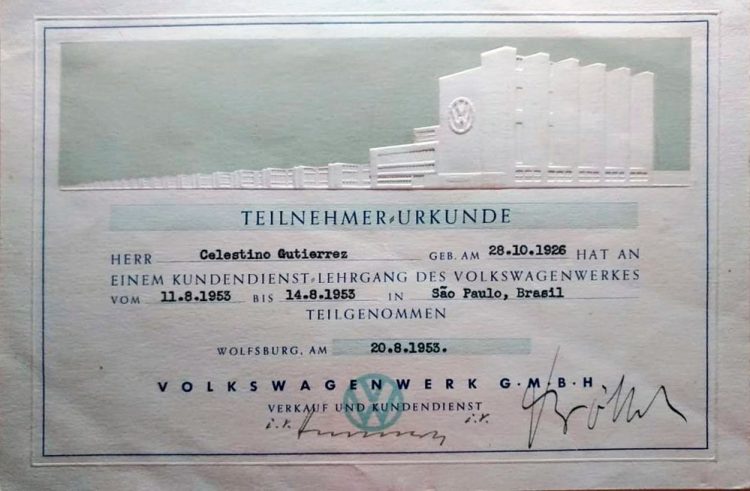 TEILNEHMER-URKUNDE
HERR Celestino Gutierrez GEB. AM 28.10.1926 HAT AN
EINEM KUNDENDIENST-LEHRGANG DES VOLKSWAGENWERKES
VOM 11.8.1953 BIS 14.8.1953 IN São Paulo, Brasil
TEILGENOMMEN
WOLFSBURG, AM 20.8.1953.
VOLKSWAGENWERK G·M·B·H
VERKAUF UND KUNDENDIENST
i.V. i.V.